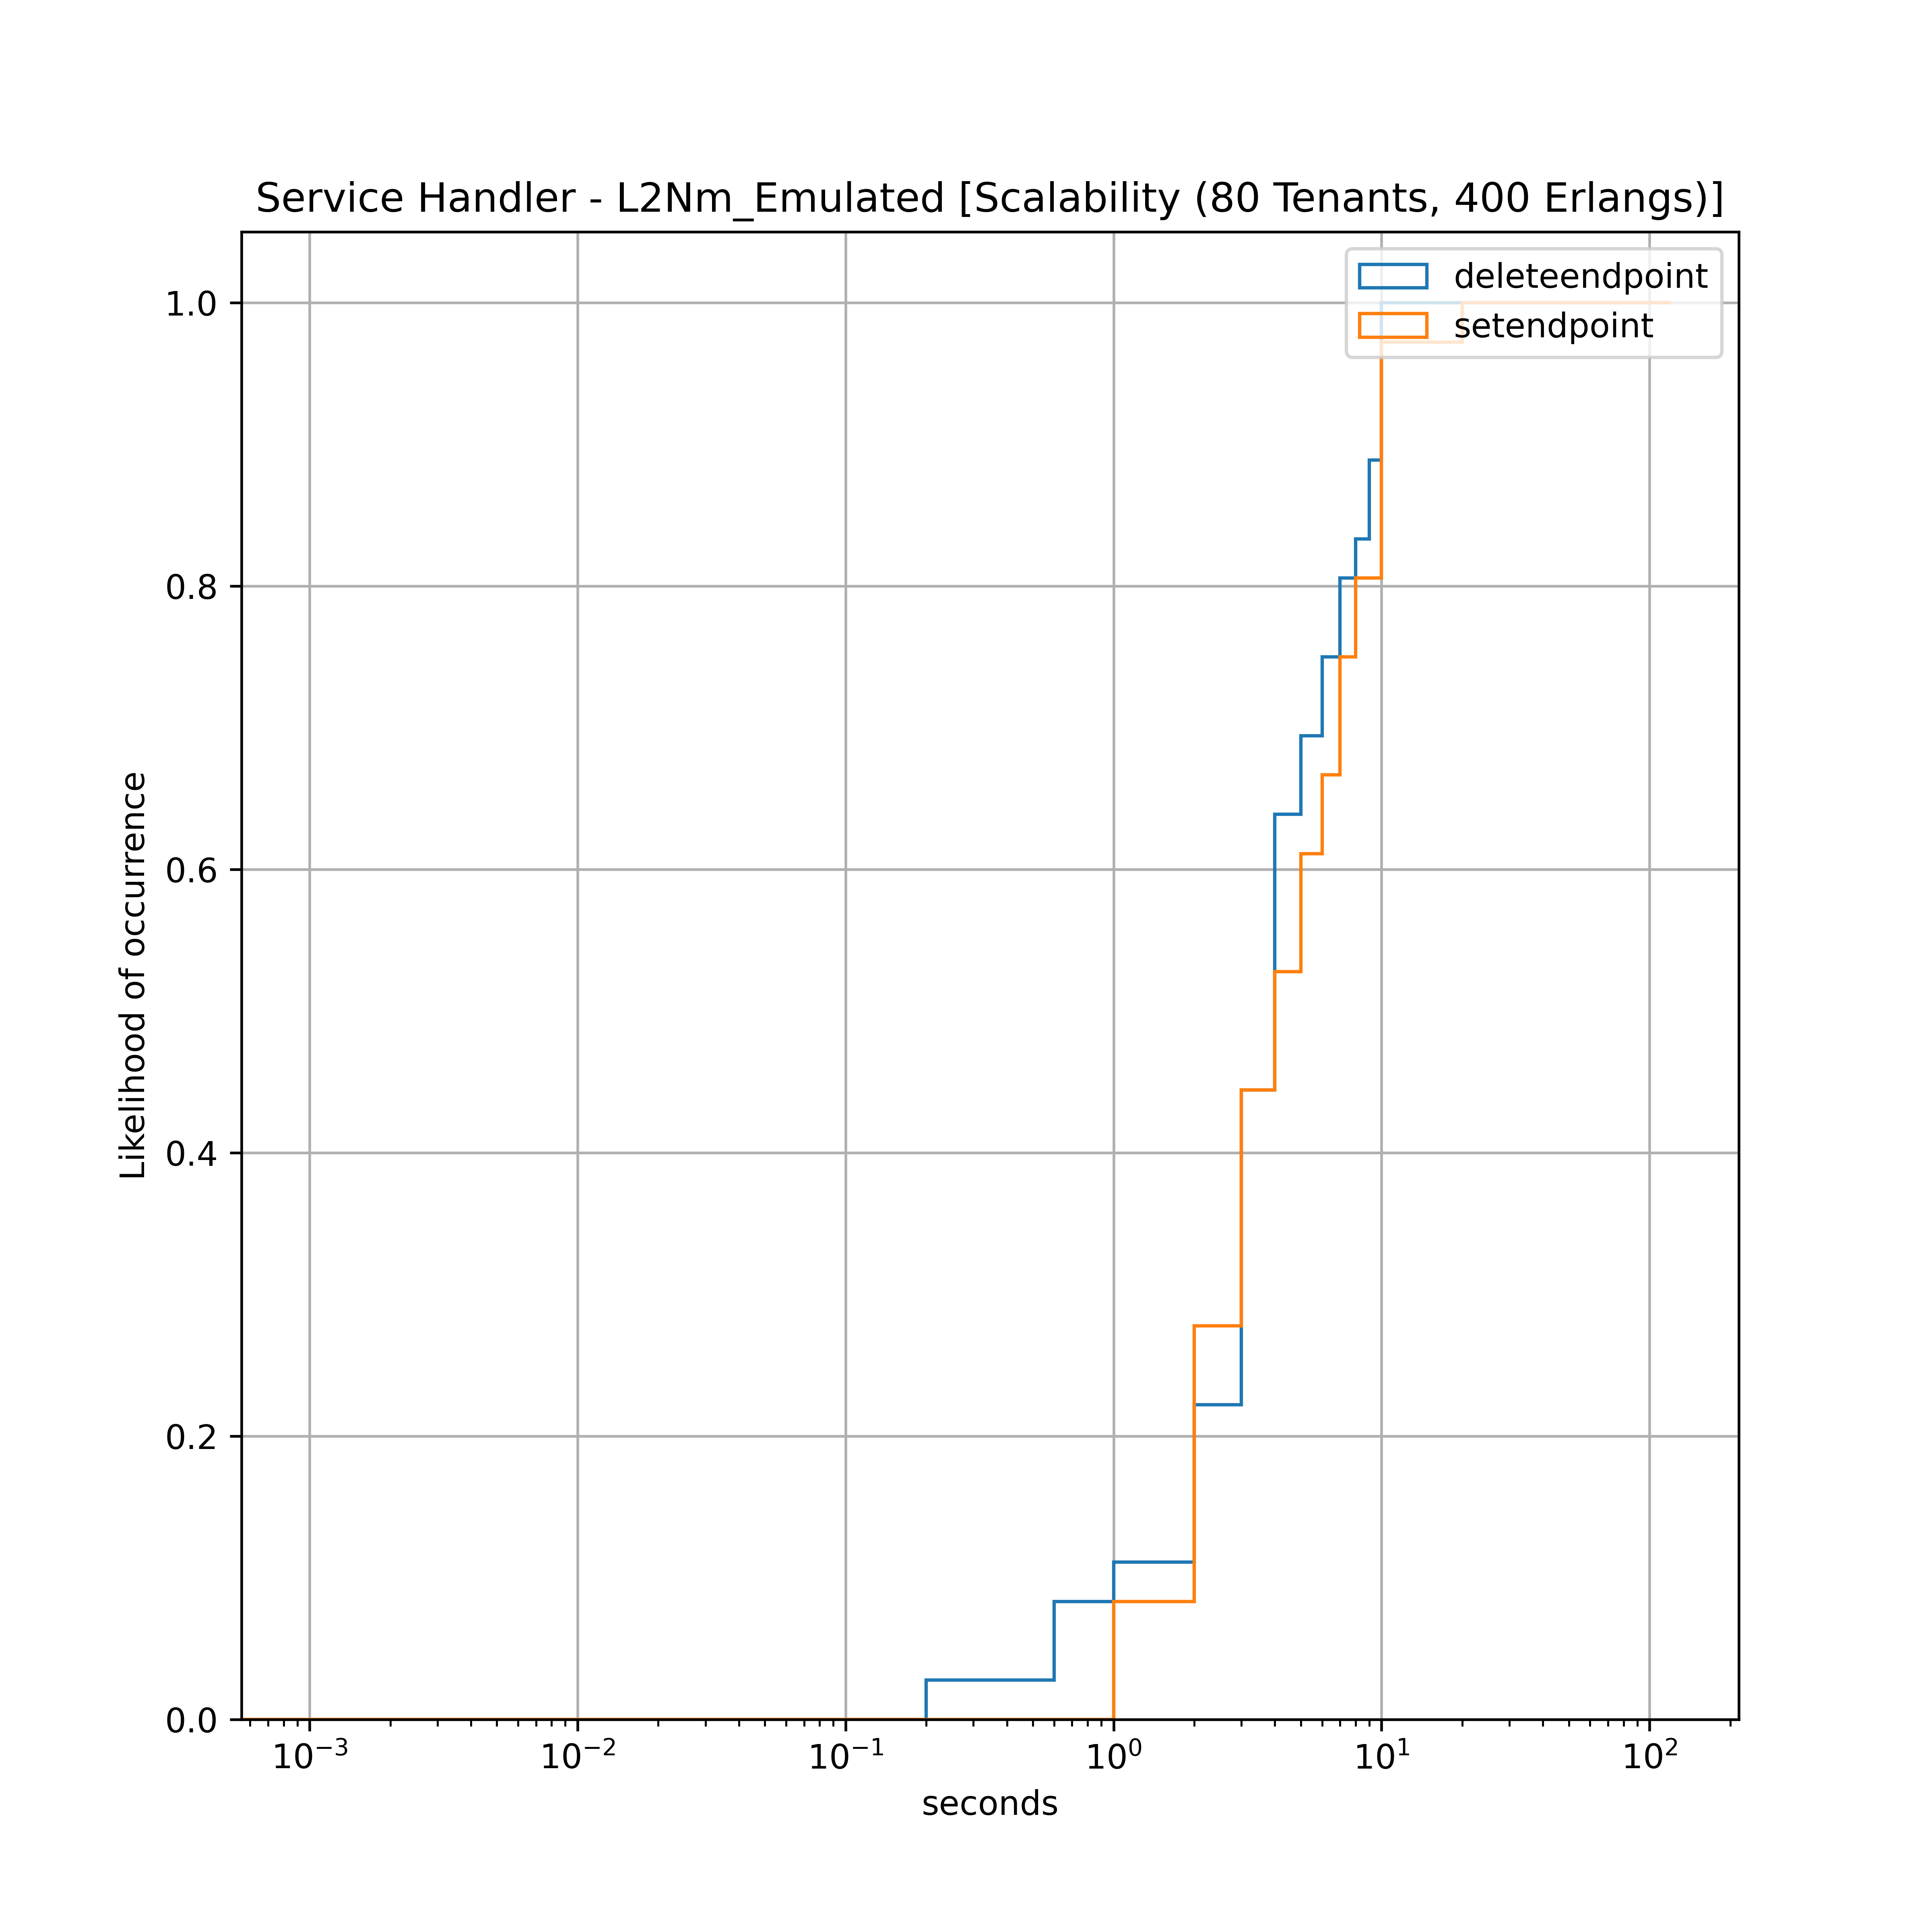 Service Handler - L2Nm_Emulated [Scalability (80 Tenants, 400 Erlangs)]
deleteendpoint
setendpoint
1.0
0.8
0.6
0.4
0.2
0.0
Likelihood of occurrence
10⁻³ 10⁻² 10⁻¹ 10⁰ 10¹ 10²
seconds